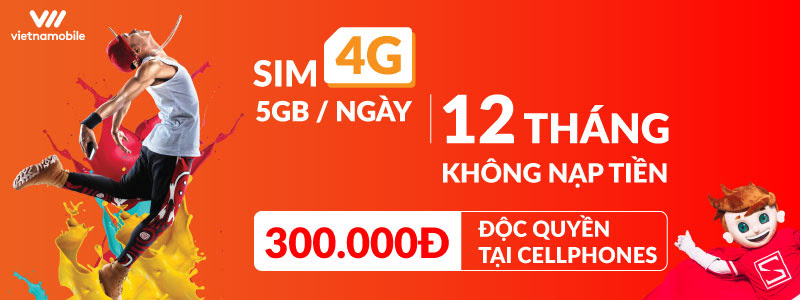 vietnamobile
SIM 4G
5GB / NGÀY
12 THÁNG
KHÔNG NẠP TIỀN
300.000Đ
ĐỘC QUYỀN
TẠI CELLPHONES
S